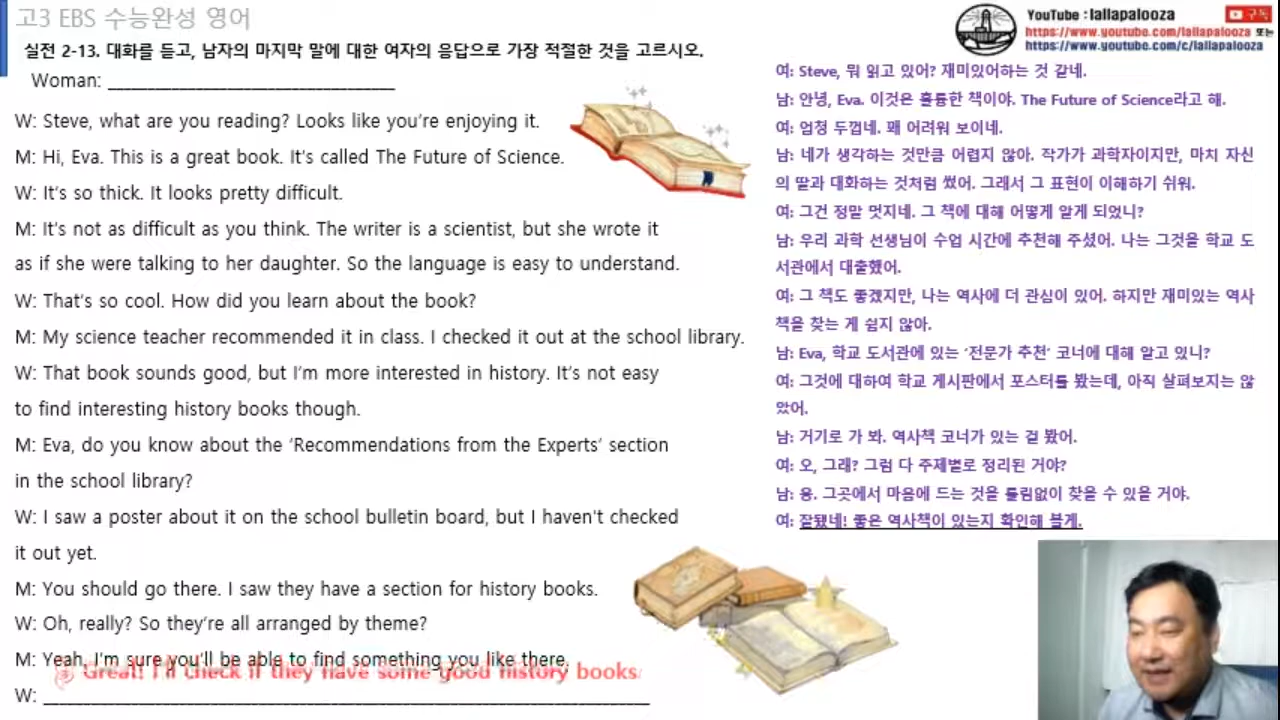 고3 EBS 수능완성 영어
실전 2-13. 대화를 듣고, 남자의 마지막 말에 대한 여자의 응답으로 가장 적절한 것을 고르시오.
Woman: ________________________________
W: Steve, what are you reading? Looks like you're enjoying it.
M: Hi, Eva. This is a great book. It's called The Future of Science.
W: It's so thick. It looks pretty difficult.
M: It's not as difficult as you think. The writer is a scientist, but she wrote it
as if she were talking to her daughter. So the language is easy to understand.
W: That's so cool. How did you learn about the book?
M: My science teacher recommended it in class. I checked it out at the school library.
W: That book sounds good, but I'm more interested in history. It's not easy
to find interesting history books though.
M: Eva, do you know about the 'Recommendations from the Experts' section
in the school library?
W: I saw a poster about it on the school bulletin board, but I haven't checked
it out yet.
M: You should go there. I saw they have a section for history books.
W: Oh, really? So they're all arranged by theme?
M: Yeah. I'm sure you'll be able to find something you like there.
③ Great! I'll check if they have some good history books.
W: ________________________________
YouTube : lallapalooza
구독
https://www.youtube.com/lallapalooza 또는
https://www.youtube.com/c/lallapalooza
여: Steve, 뭐 읽고 있어? 재미있어하는 것 같네.
남: 안녕, Eva. 이것은 훌륭한 책이야. The Future of Science라고 해.
여: 엄청 두껍네. 꽤 어려워 보이네.
남: 네가 생각하는 것만큼 어렵지 않아. 작가가 과학자이지만, 마치 자신
의 딸과 대화하는 것처럼 썼어. 그래서 그 표현이 이해하기 쉬워.
여: 그건 정말 멋지네. 그 책에 대해 어떻게 알게 되었니?
남: 우리 과학 선생님이 수업 시간에 추천해 주셨어. 나는 그것을 학교 도
서관에서 대출했어.
여: 그 책도 좋겠지만, 나는 역사에 더 관심이 있어. 하지만 재미있는 역사
책을 찾는 게 쉽지 않아.
남: Eva, 학교 도서관에 있는 '전문가 추천' 코너에 대해 알고 있니?
여: 그것에 대하여 학교 게시판에서 포스터를 봤는데, 아직 살펴보지는 않
았어.
남: 거기로 가 봐. 역사책 코너가 있는 걸 봤어.
여: 오, 그래? 그럼 다 주제별로 정리된 거야?
남: 응. 그곳에서 마음에 드는 것을 틀림없이 찾을 수 있을 거야.
여: 잘됐네! 좋은 역사책이 있는지 확인해 볼게.